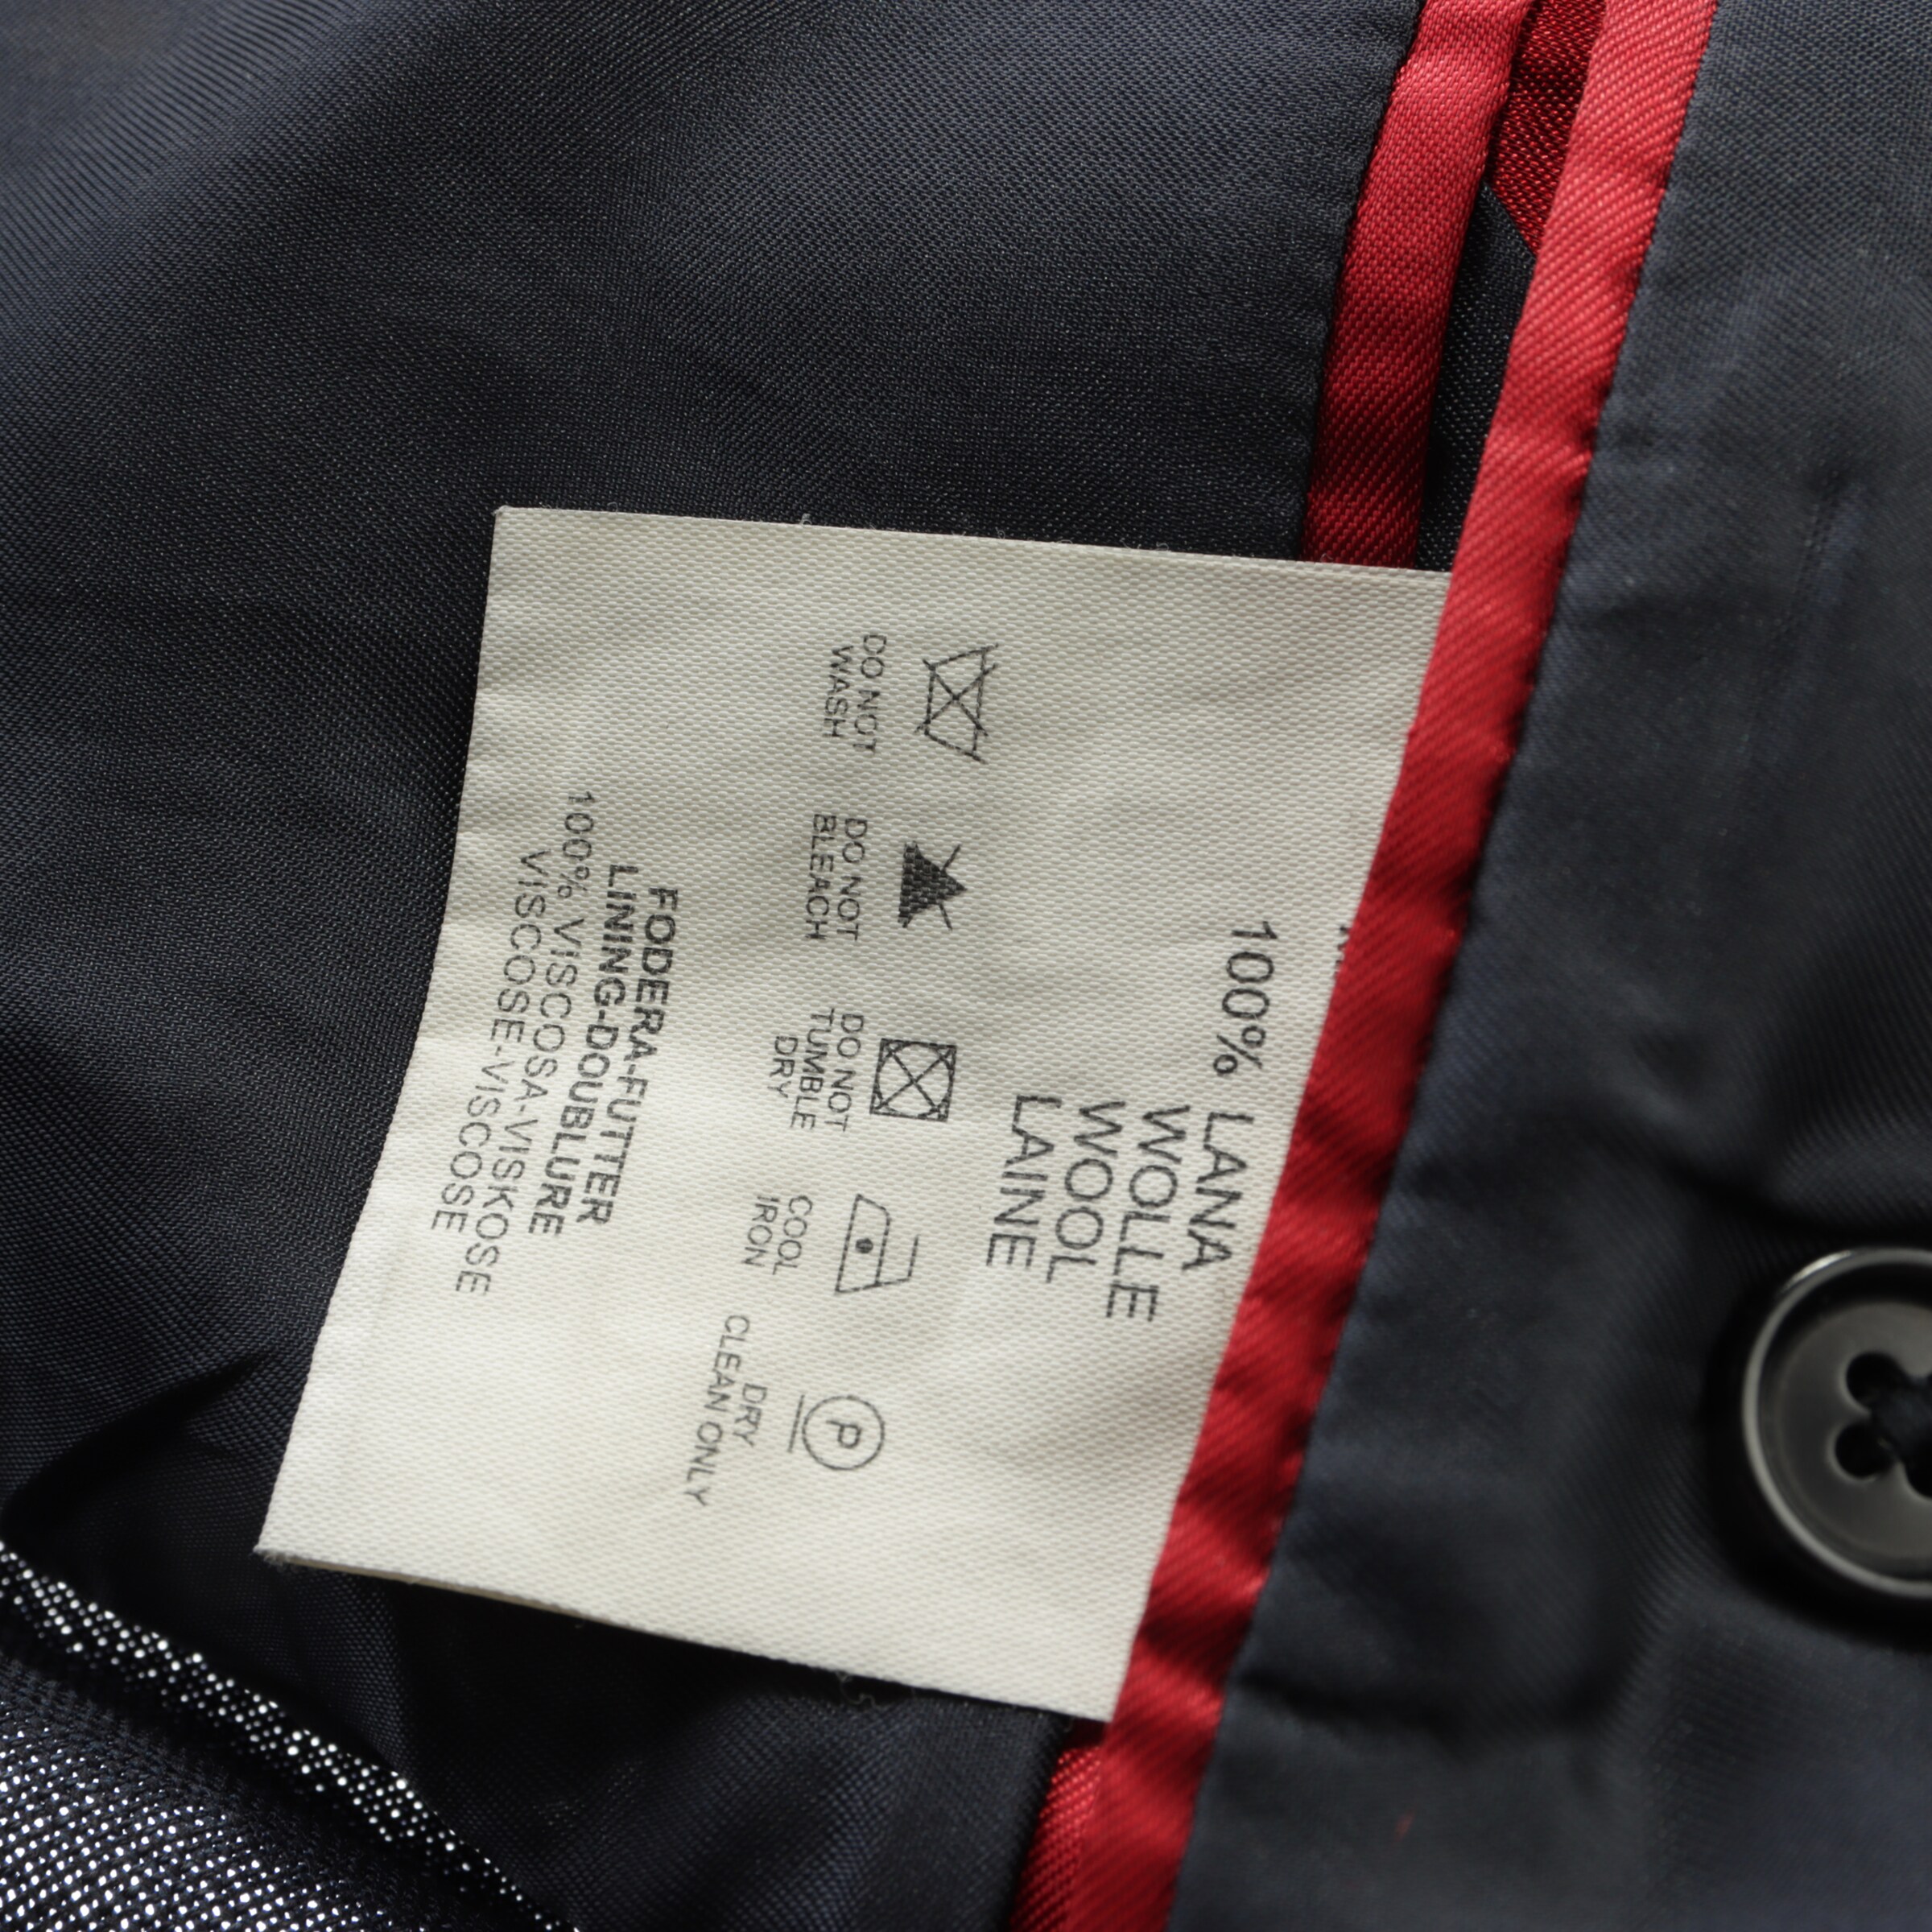 100% LANA
WOLLE
WOOL
LAINE
DO NOT
WASH
DO NOT
BLEACH
DO NOT
TUMBLE
DRY
COOL
IRON
P
DRY
CLEAN ONLY
FODERA-FUTTER
LINING-DOUBLURE
100% VISCOSA-VISKOSE
VISCOSE-VISCOSE